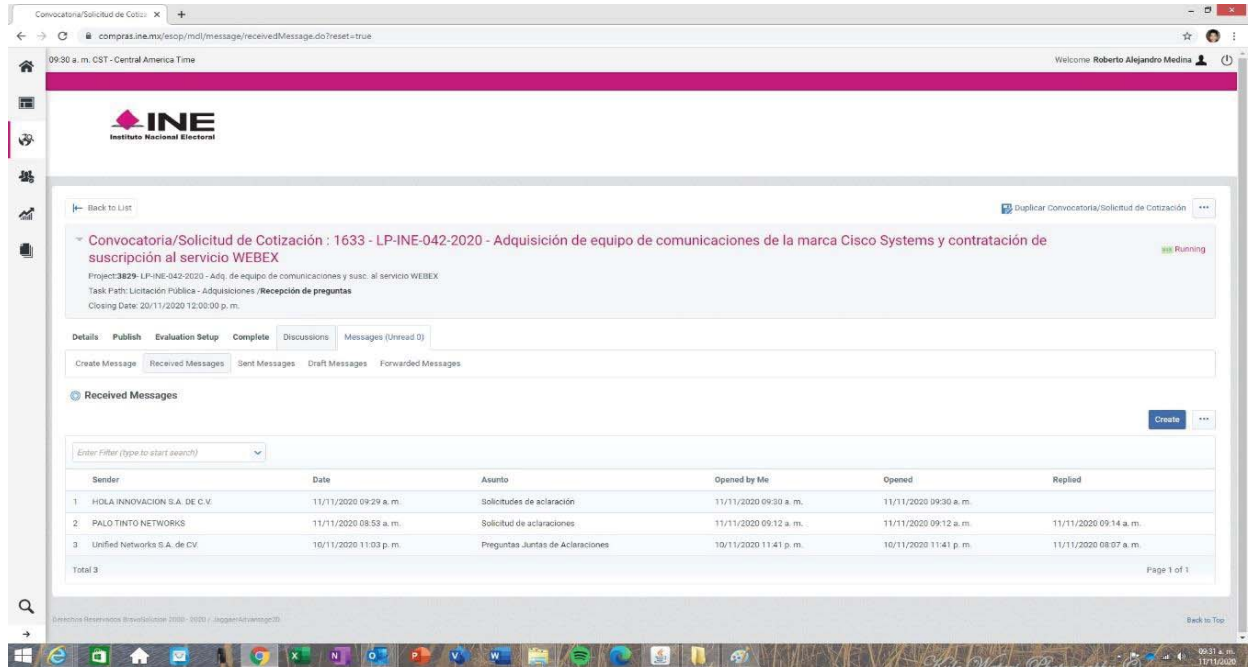 Convocatoria/Solicitud de Cotiza
compras.ine.mx/esop/mdl/message/receivedMessage.do?reset=true
09:30 a. m. CST - Central America Time
Welcome Roberto Alejandro Medina
INE
Instituto Nacional Electoral
Back to List
Duplicar Convocatoria/Solicitud de Cotización
Convocatoria/Solicitud de Cotización : 1633 - LP-INE-042-2020 - Adquisición de equipo de comunicaciones de la marca Cisco Systems y contratación de
suscripción al servicio WEBEX
Running
Project:3829- LP-INE-042-2020 - Adq. de equipo de comunicaciones y susc. al servicio WEBEX
Task Path: Licitación Pública - Adquisiciones /Recepción de preguntas
Closing Date: 20/11/2020 12:00:00 p. m.
Details Publish Evaluation Setup Complete Discussions Messages (Unread 0)
Create Message Received Messages Sent Messages Draft Messages Forwarded Messages
Received Messages
Create
Enter Filter (type to start search)
Sender Date Asunto Opened by Me Opened Replied
1 HOLA INNOVACION S.A. DE C.V. 11/11/2020 09:29 a. m. Solicitudes de aclaración 11/11/2020 09:30 a. m. 11/11/2020 09:30 a. m.
2 PALO TINTO NETWORKS 11/11/2020 08:53 a. m. Solicitud de aclaraciones 11/11/2020 09:12 a. m. 11/11/2020 09:12 a. m. 11/11/2020 09:14 a. m.
3 Unified Networks S.A. de CV. 10/11/2020 11:03 p. m. Preguntas Juntas de Aclaraciones 10/11/2020 11:41 p. m. 10/11/2020 11:41 p. m. 11/11/2020 08:07 a. m.
Total 3
Page 1 of 1
Derechos Reservados BravoSolution 2000 - 2020 / JaggaerAdvantage
Back to Top
09:31 a. m.
11/11/2020